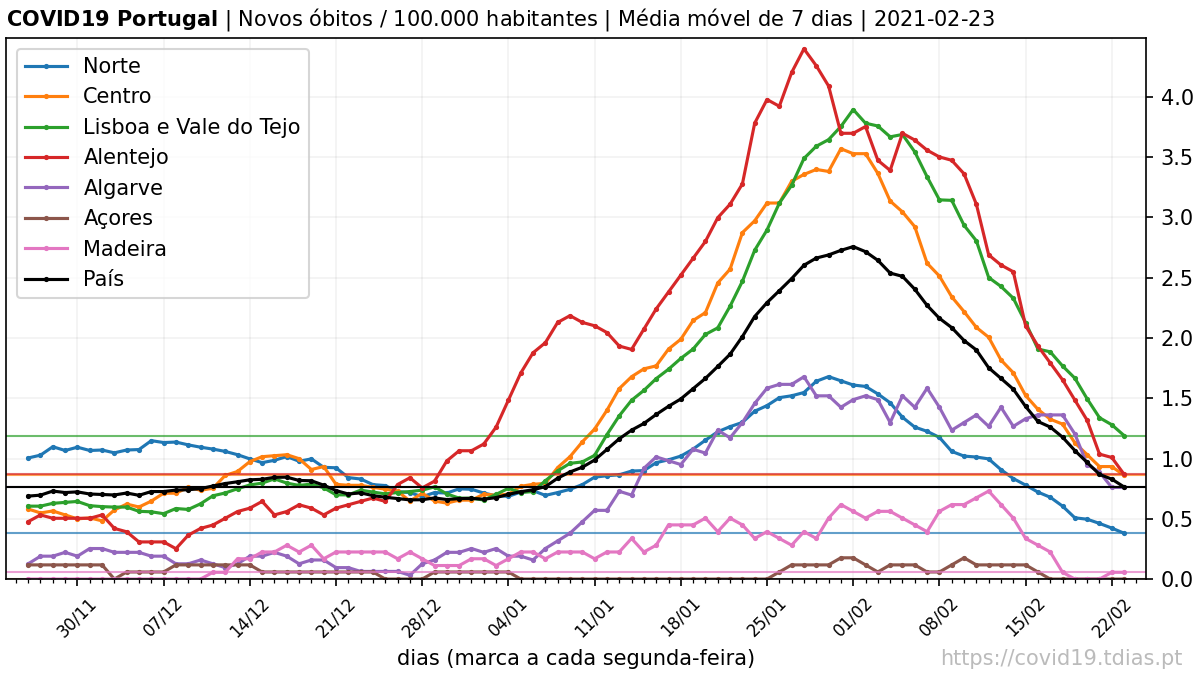 COVID19 Portugal | Novos óbitos / 100.000 habitantes | Média móvel de 7 dias | 2021-02-23
Norte
Centro
Lisboa e Vale do Tejo
Alentejo
Algarve
Açores
Madeira
País
4.0
3.5
3.0
2.5
2.0
1.5
1.0
0.5
0.0
30/11 07/12 14/12 21/12 28/12 04/01 11/01 18/01 25/01 01/02 08/02 15/02 22/02
dias (marca a cada segunda-feira)
https://covid19.tdias.pt